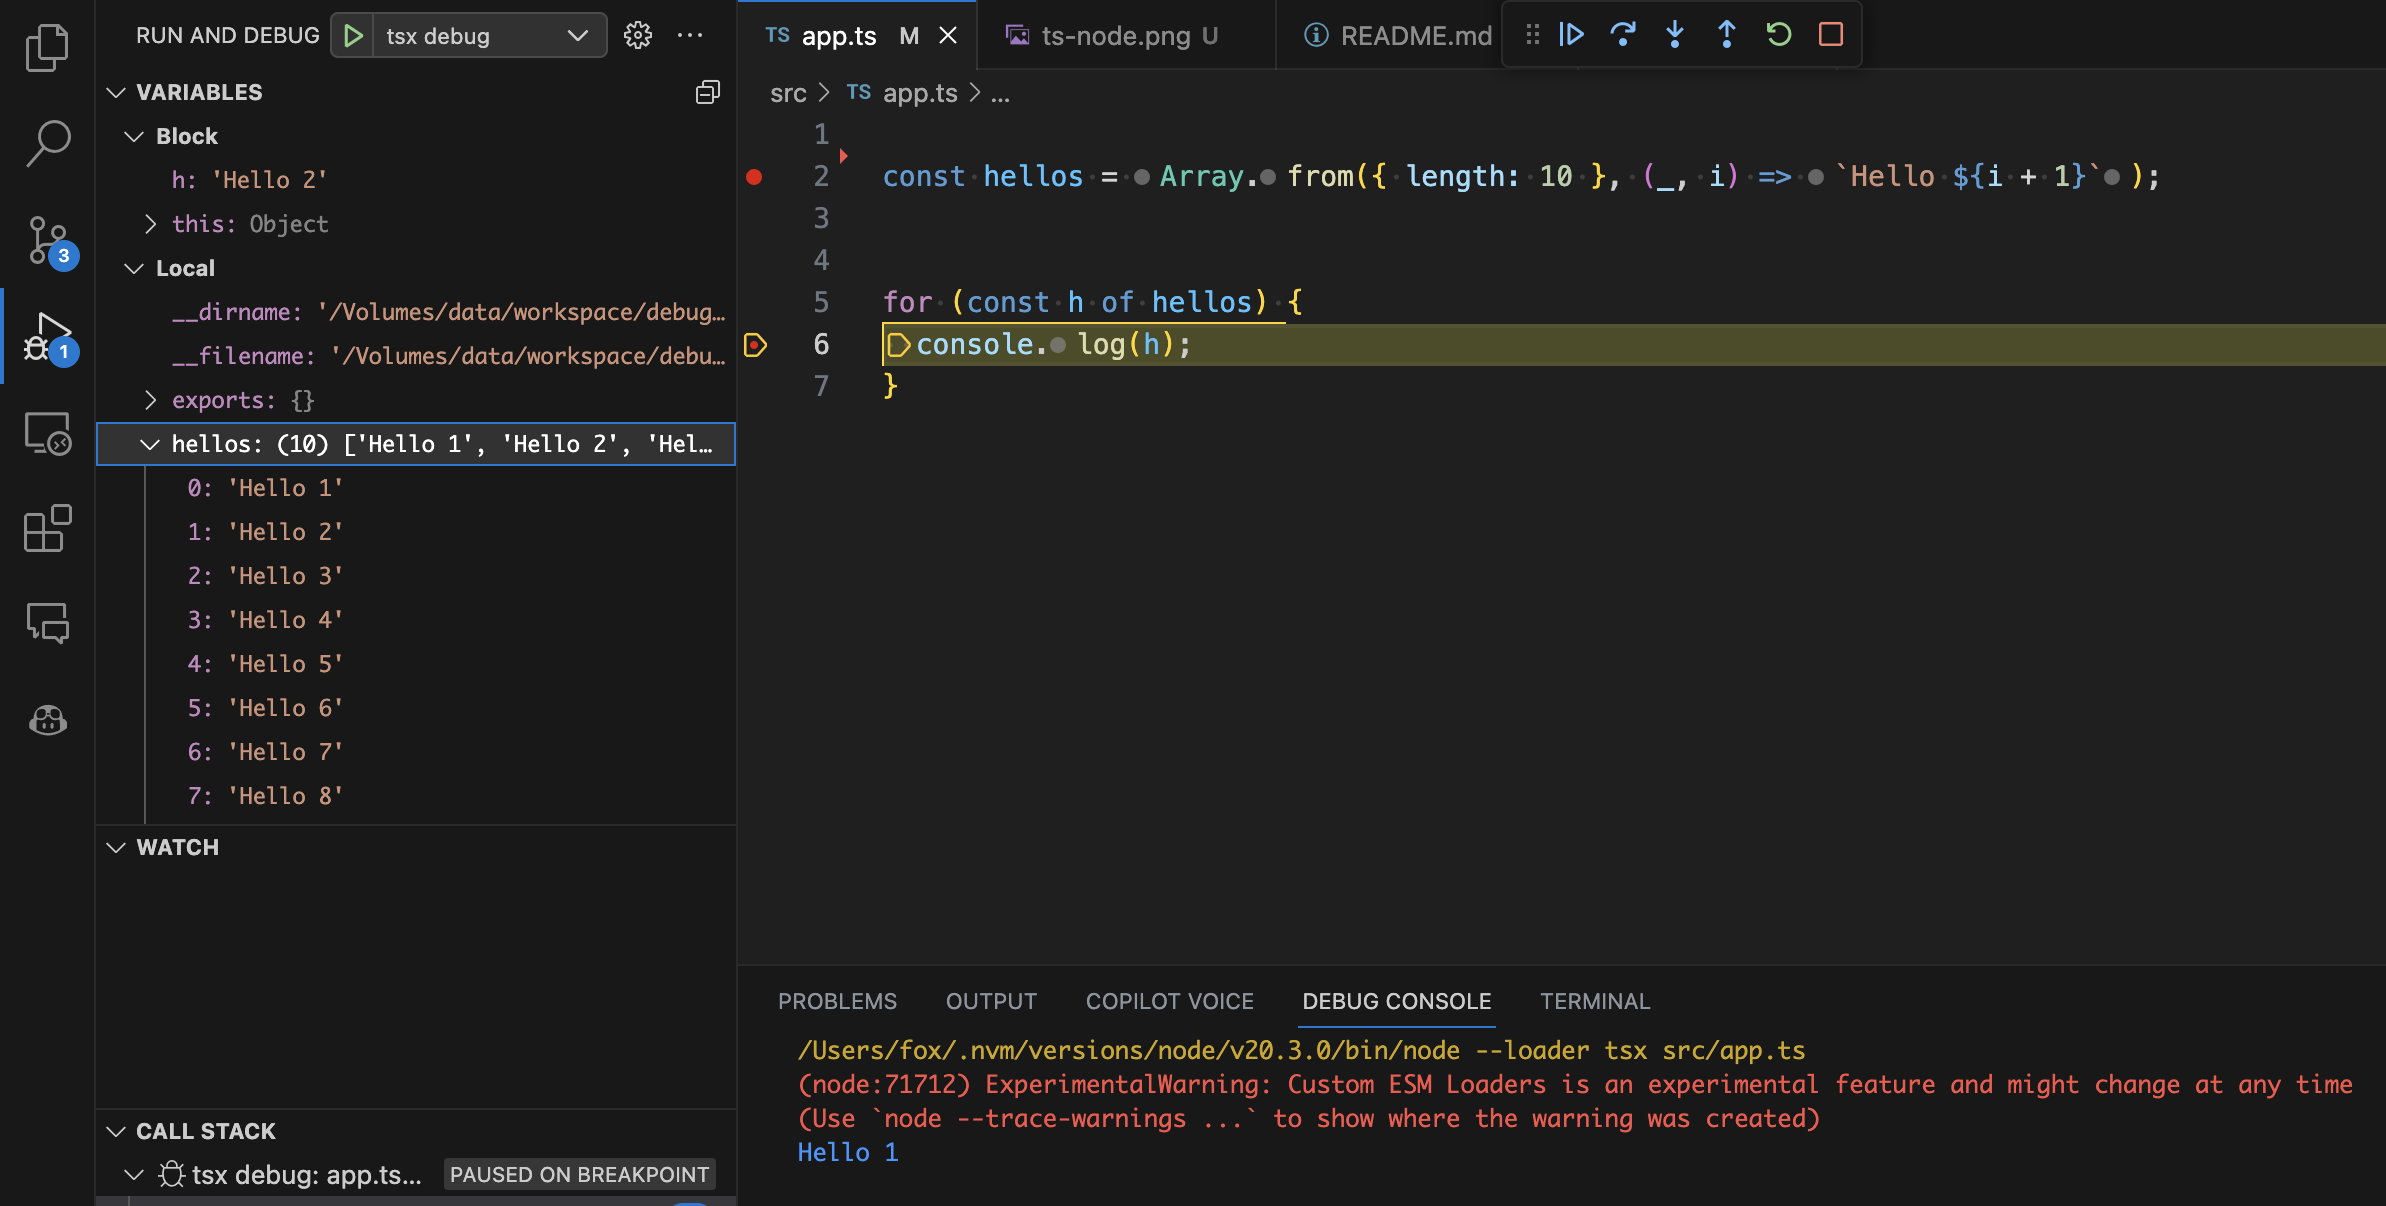 RUN AND DEBUG tsx debug
VARIABLES
Block
h: 'Hello 2'
this: Object
Local
__dirname: '/Volumes/data/workspace/debug…
__filename: '/Volumes/data/workspace/debu…
exports: {}
hellos: (10) ['Hello 1', 'Hello 2', 'Hel…
0: 'Hello 1'
1: 'Hello 2'
2: 'Hello 3'
3: 'Hello 4'
4: 'Hello 5'
5: 'Hello 6'
6: 'Hello 7'
7: 'Hello 8'
WATCH
CALL STACK
tsx debug: app.ts... PAUSED ON BREAKPOINT
3
1
TS app.ts M ts-node.png U README.md
src > TS app.ts > ...
1
2 const hellos = Array.from({ length: 10 }, (_, i) => `Hello ${i + 1}`);
3
4
5 for (const h of hellos) {
6 console.log(h);
7 }
PROBLEMS OUTPUT COPILOT VOICE DEBUG CONSOLE TERMINAL
/Users/fox/.nvm/versions/node/v20.3.0/bin/node --loader tsx src/app.ts
(node:71712) ExperimentalWarning: Custom ESM Loaders is an experimental feature and might change at any time
(Use `node --trace-warnings ...` to show where the warning was created)
Hello 1